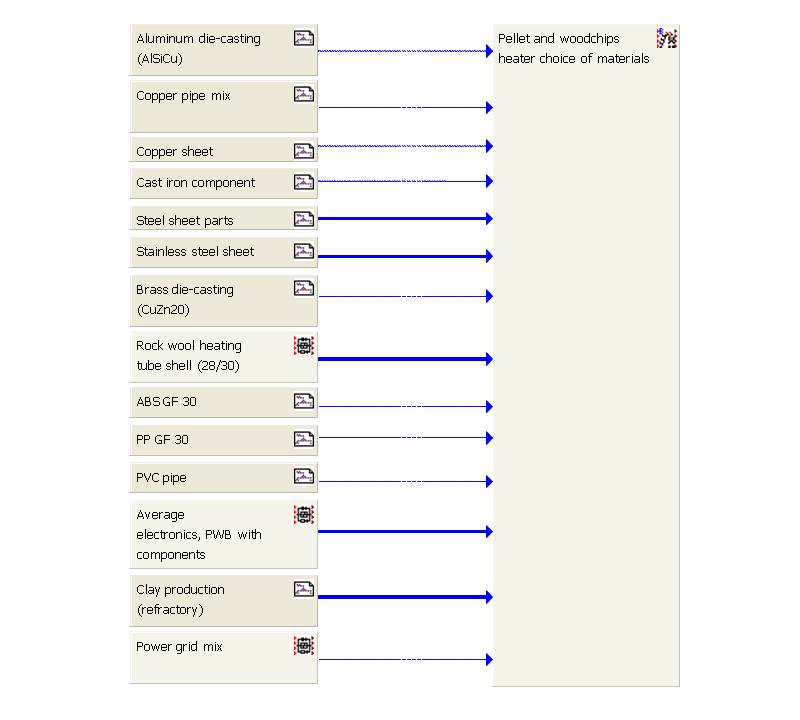 Aluminum die-casting
(AlSiCu)
Pellet and woodchips
heater choice of materials
Copper pipe mix
Copper sheet
Cast iron component
Steel sheet parts
Stainless steel sheet
Brass die-casting
(CuZn20)
Rock wool heating
tube shell (28/30)
ABS GF 30
PP GF 30
PVC pipe
Average
electronics, PWB with
components
Clay production
(refractory)
Power grid mix